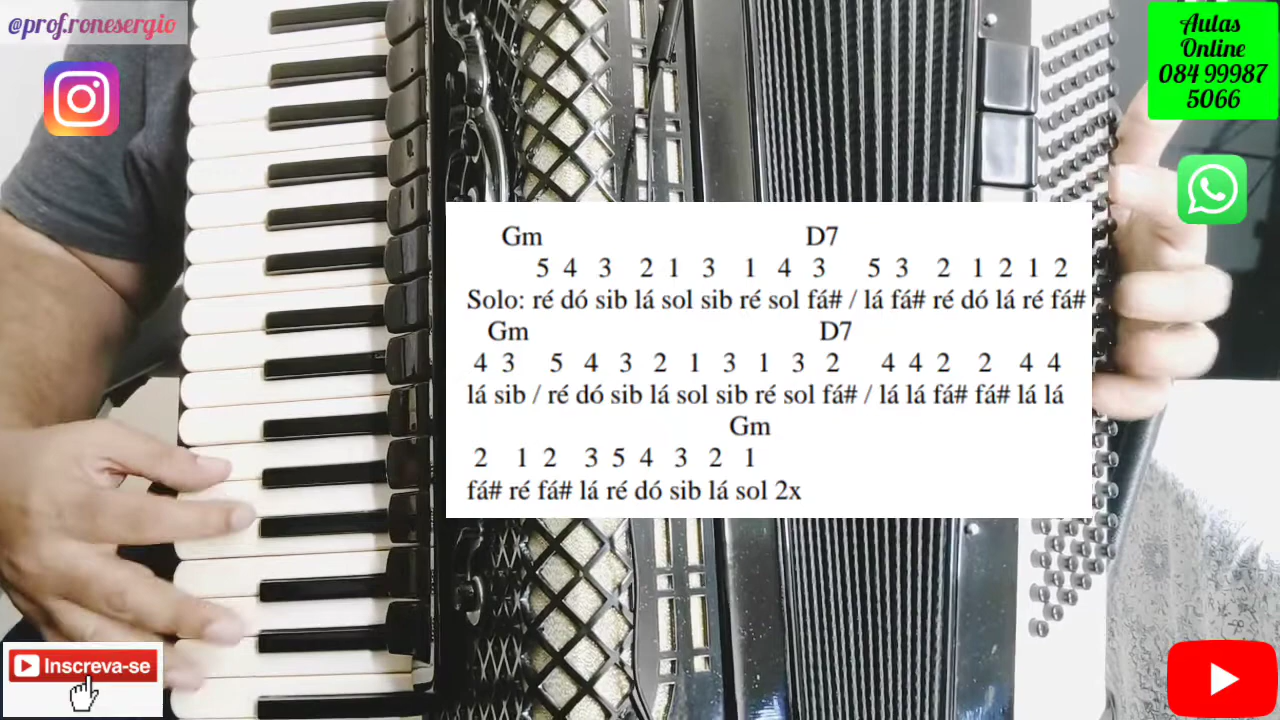 @prof.ronesergio
Aulas
Online
084 99987
5066
Gm D7
5 4 3 2 1 3 1 4 3 5 3 2 1 2 1 2
Solo: ré dó sib lá sol sib ré sol fá# / lá fá# ré dó lá ré fá#
Gm D7
4 3 5 4 3 2 1 3 1 3 2 4 4 2 2 4 4
lá sib / ré dó sib lá sol sib ré sol fá# / lá lá fá# fá# lá lá
Gm
2 1 2 3 5 4 3 2 1
fá# ré fá# lá ré dó sib lá sol 2x
Inscreva-se